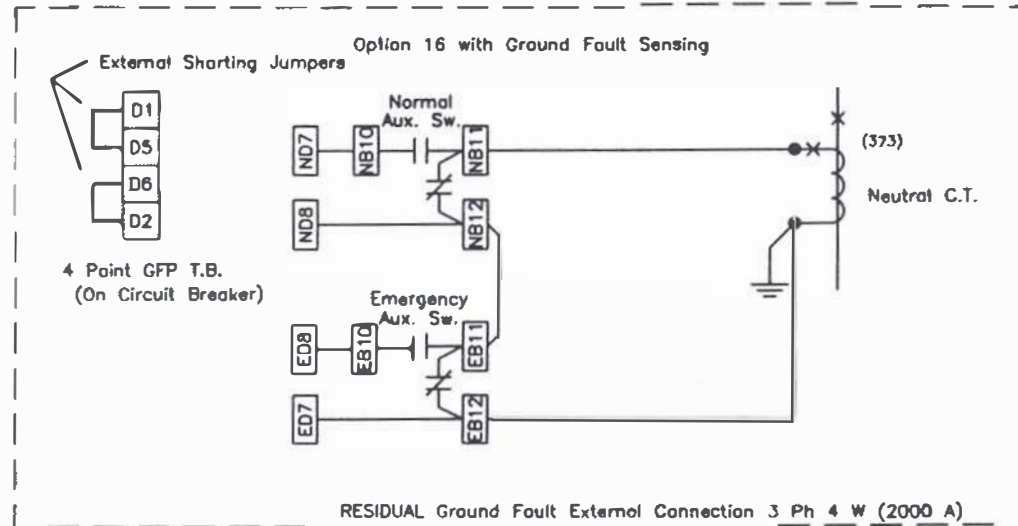 Option 16 with Ground Fault Sensing
External Shorting Jumpers
D1
D5
D6
D2
4 Point GFP T.B.
(On Circuit Breaker)
Normal
Aux. Sw.
ND7
NB10
NB11
ND8
NB12
Emergency
Aux. Sw.
ED8
EB10
EB11
ED7
EB12
(373)
Neutral C.T.
RESIDUAL Ground Fault External Connection 3 Ph 4 W (2000 A)